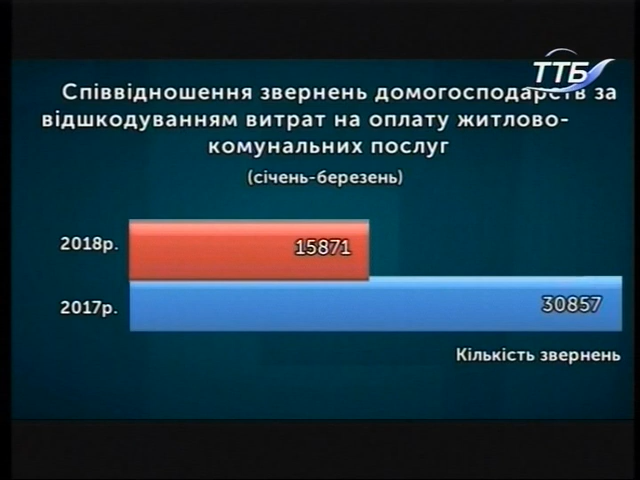 ТТБ
Співвідношення звернень домогосподарств за
відшкодуванням витрат на оплату житлово-
комунальних послуг
(січень-березень)
2018р.
15871
2017р.
30857
Кількість звернень